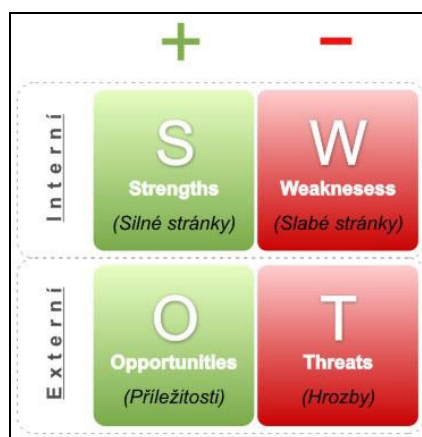 + −
Interní
S
Strengths
(Silné stránky)
W
Weaknesess
(Slabé stránky)
Externí
O
Opportunities
(Příležitosti)
T
Threats
(Hrozby)